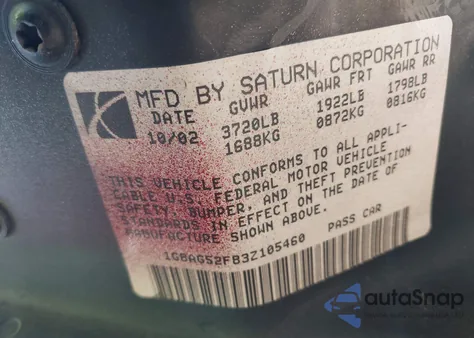 MFD BY SATURN CORPORATION
DATE GVWR GAWR FRT GAWR RR
10/02 3720LB 1922LB 1798LB
1688KG 0872KG 0816KG
THIS VEHICLE CONFORMS TO ALL APPLI-
CABLE U.S. FEDERAL MOTOR VEHICLE
SAFETY, BUMPER, AND THEFT PREVENTION
STANDARDS IN EFFECT ON THE DATE OF
MANUFACTURE SHOWN ABOVE.
1G8AG52F83Z105460 PASS CAR
autoSnap